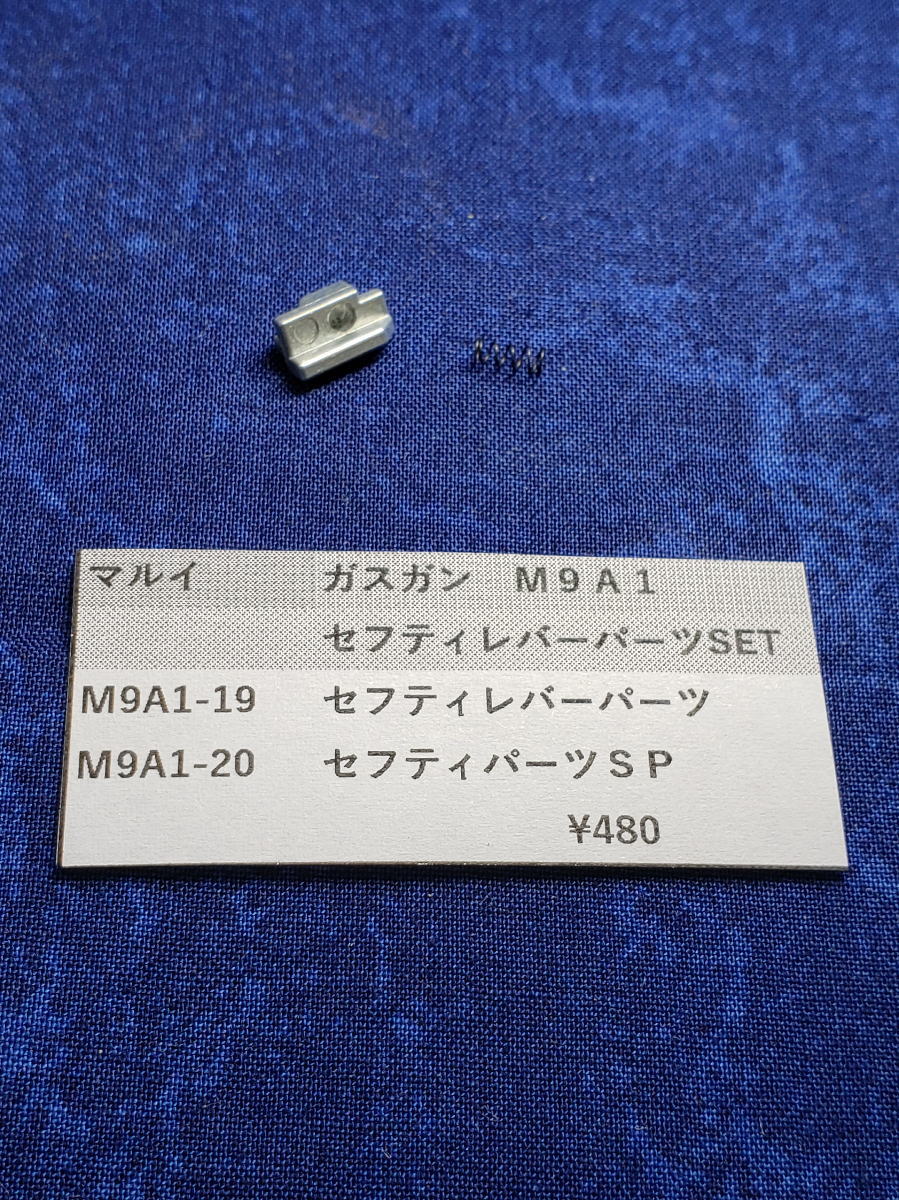 マルイ ガスガン Ｍ９Ａ１
セフティレバーパーツSET
M9A1-19 セフティレバーパーツ
M9A1-20 セフティパーツＳＰ
¥480